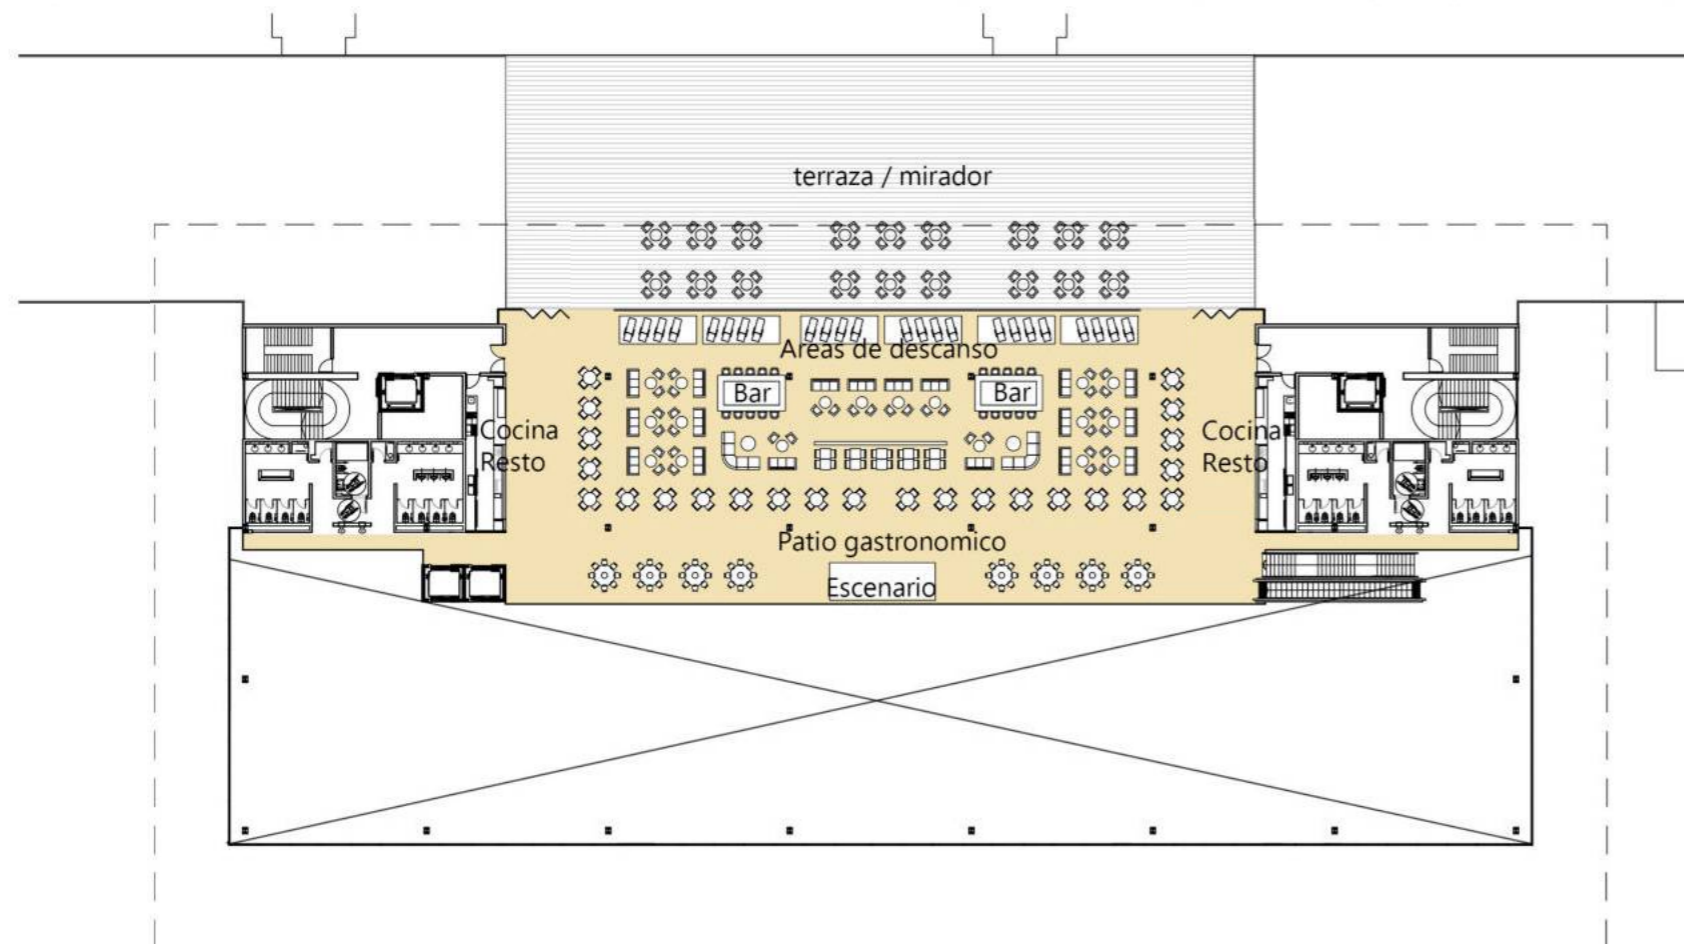 terraza / mirador
Areas de descanso
Bar
Bar
Cocina
Resto
Cocina
Resto
Patio gastronomico
Escenario